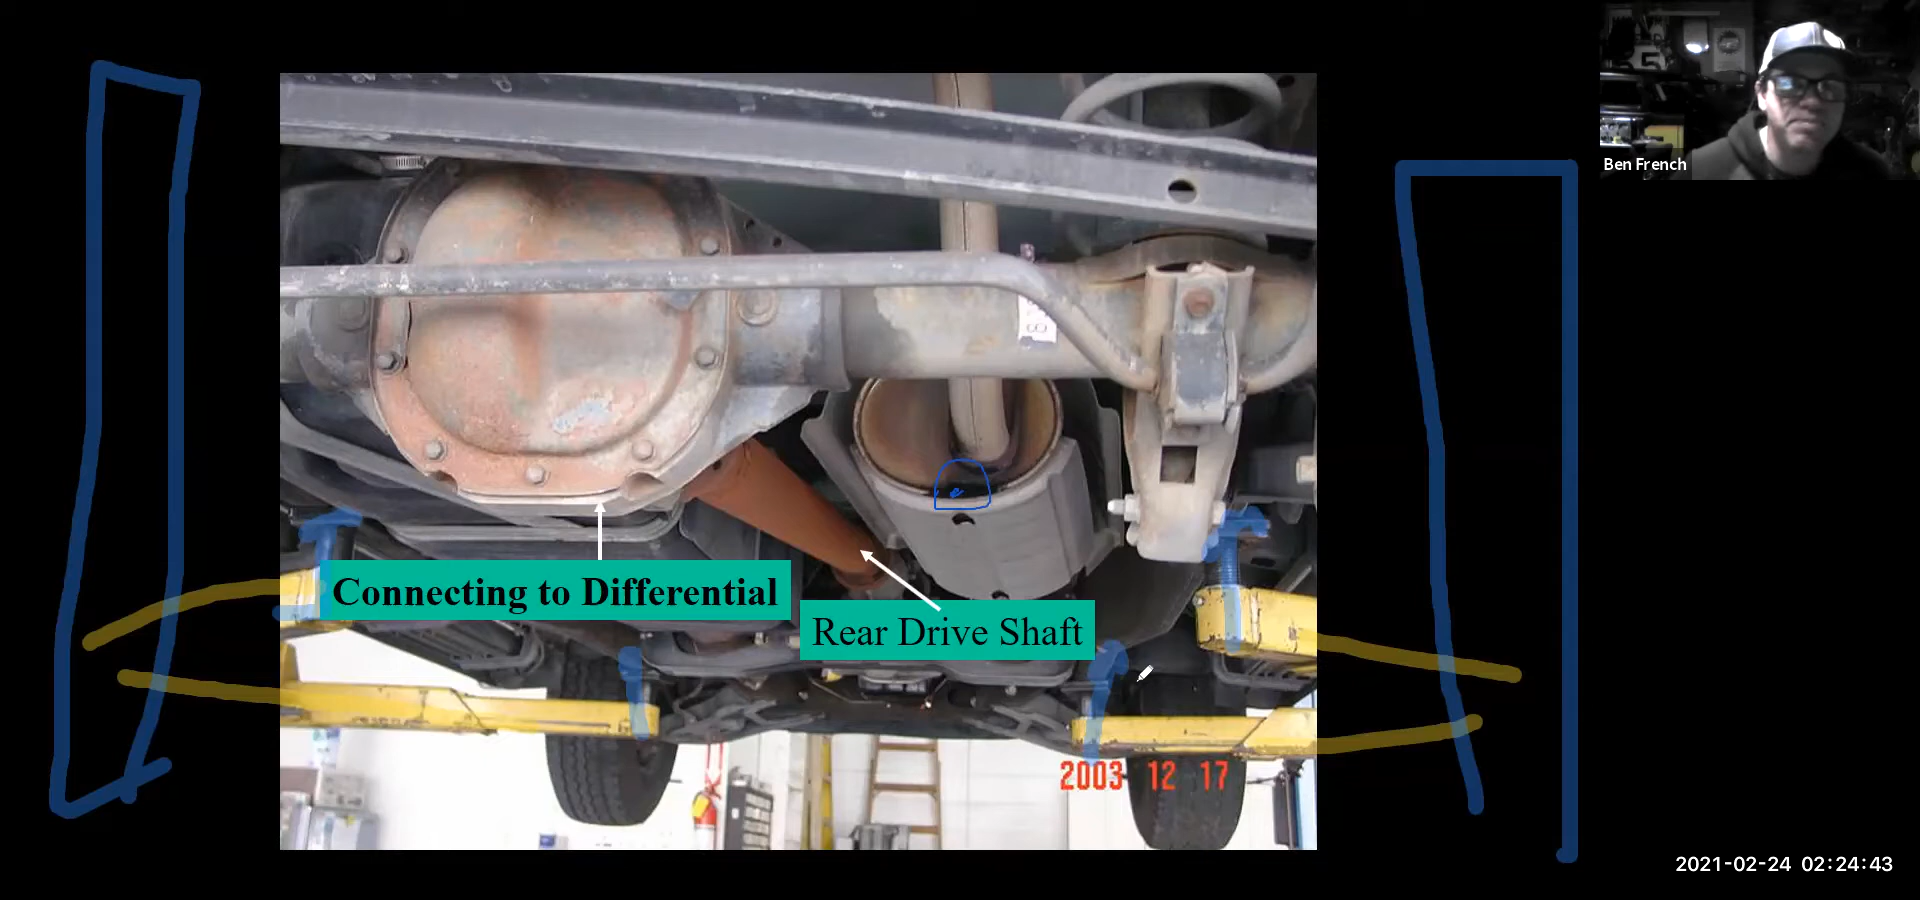 Ben French
Connecting to Differential
Rear Drive Shaft
2003 12 17
2021-02-24 02:24:43